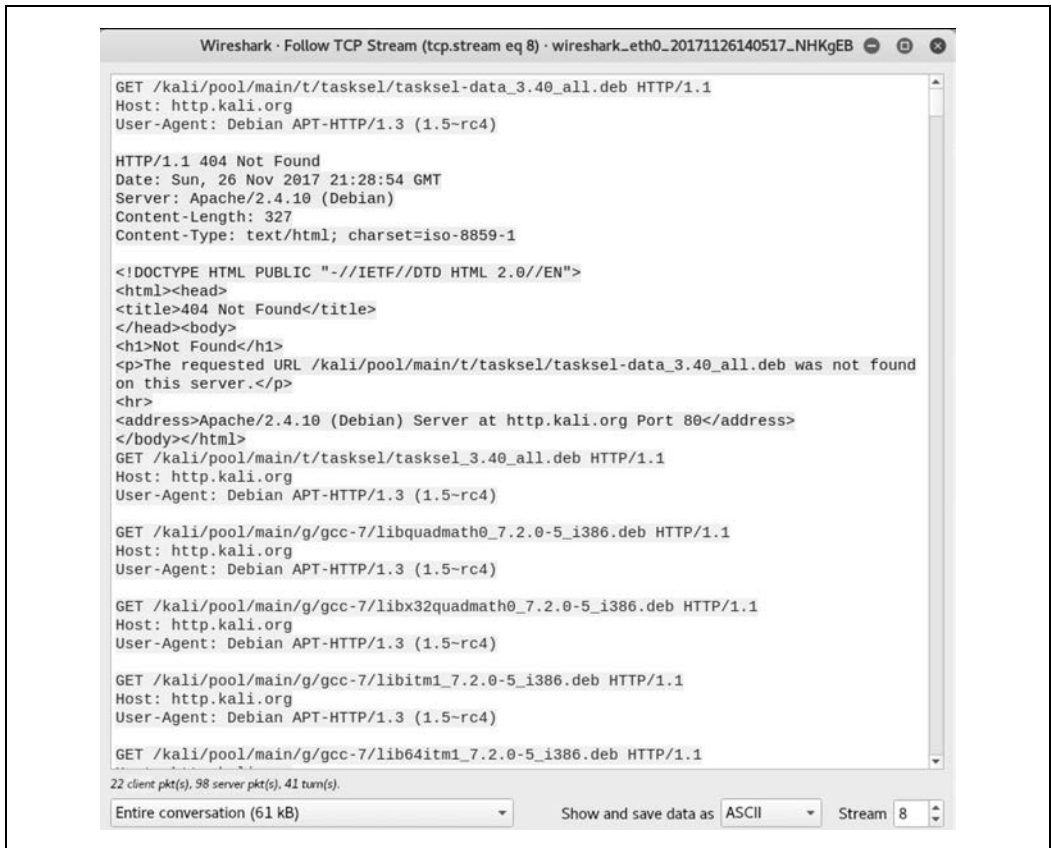 Wireshark · Follow TCP Stream (tcp.stream eq 8) · wireshark_eth0_20171126140517_NHKgEB
GET /kali/pool/main/t/tasksel/tasksel-data_3.40_all.deb HTTP/1.1
Host: http.kali.org
User-Agent: Debian APT-HTTP/1.3 (1.5~rc4)
HTTP/1.1 404 Not Found
Date: Sun, 26 Nov 2017 21:28:54 GMT
Server: Apache/2.4.10 (Debian)
Content-Length: 327
Content-Type: text/html; charset=iso-8859-1
<!DOCTYPE HTML PUBLIC "-//IETF//DTD HTML 2.0//EN">
<html><head>
<title>404 Not Found</title>
</head><body>
<h1>Not Found</h1>
<p>The requested URL /kali/pool/main/t/tasksel/tasksel-data_3.40_all.deb was not found
on this server.</p>
<hr>
<address>Apache/2.4.10 (Debian) Server at http.kali.org Port 80</address>
</body></html>
GET /kali/pool/main/t/tasksel/tasksel_3.40_all.deb HTTP/1.1
Host: http.kali.org
User-Agent: Debian APT-HTTP/1.3 (1.5~rc4)
GET /kali/pool/main/g/gcc-7/libquadmath0_7.2.0-5_i386.deb HTTP/1.1
Host: http.kali.org
User-Agent: Debian APT-HTTP/1.3 (1.5~rc4)
GET /kali/pool/main/g/gcc-7/libx32quadmath0_7.2.0-5_i386.deb HTTP/1.1
Host: http.kali.org
User-Agent: Debian APT-HTTP/1.3 (1.5~rc4)
GET /kali/pool/main/g/gcc-7/libitm1_7.2.0-5_i386.deb HTTP/1.1
Host: http.kali.org
User-Agent: Debian APT-HTTP/1.3 (1.5~rc4)
GET /kali/pool/main/g/gcc-7/lib64itm1_7.2.0-5_i386.deb HTTP/1.1
22 client pkt(s), 98 server pkt(s), 41 turn(s).
Entire conversation (61 kB) Show and save data as ASCII Stream 8